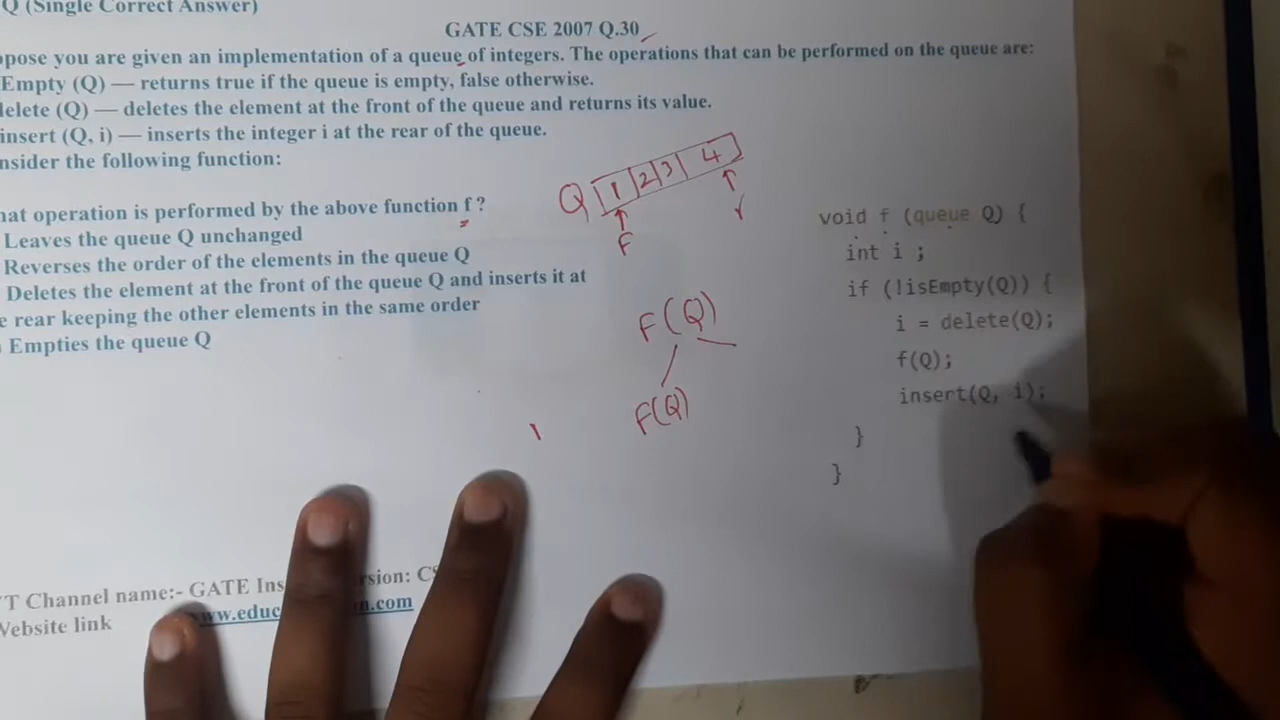 Q (Single Correct Answer)
GATE CSE 2007 Q.30
pose you are given an implementation of a queue of integers. The operations that can be performed on the queue are:
Empty (Q) — returns true if the queue is empty, false otherwise.
delete (Q) — deletes the element at the front of the queue and returns its value.
insert (Q, i) — inserts the integer i at the rear of the queue.
nsider the following function:
hat operation is performed by the above function f ?
Leaves the queue Q unchanged
Reverses the order of the elements in the queue Q
Deletes the element at the front of the queue Q and inserts it at
e rear keeping the other elements in the same order
Empties the queue Q
Q 1 2 3 4
F r
F(Q)
F(Q)
1
void f (queue Q) {
int i ;
if (!isEmpty(Q)) {
i = delete(Q);
f(Q);
insert(Q, i);
}
}
T Channel name:- GATE Ins rsion: CS
Website link www.educ n.com